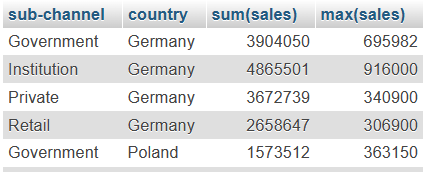 sub-channel country sum(sales) max(sales)
Government Germany 3904050 695982
Institution Germany 4865501 916000
Private Germany 3672739 340900
Retail Germany 2658647 306900
Government Poland 1573512 363150